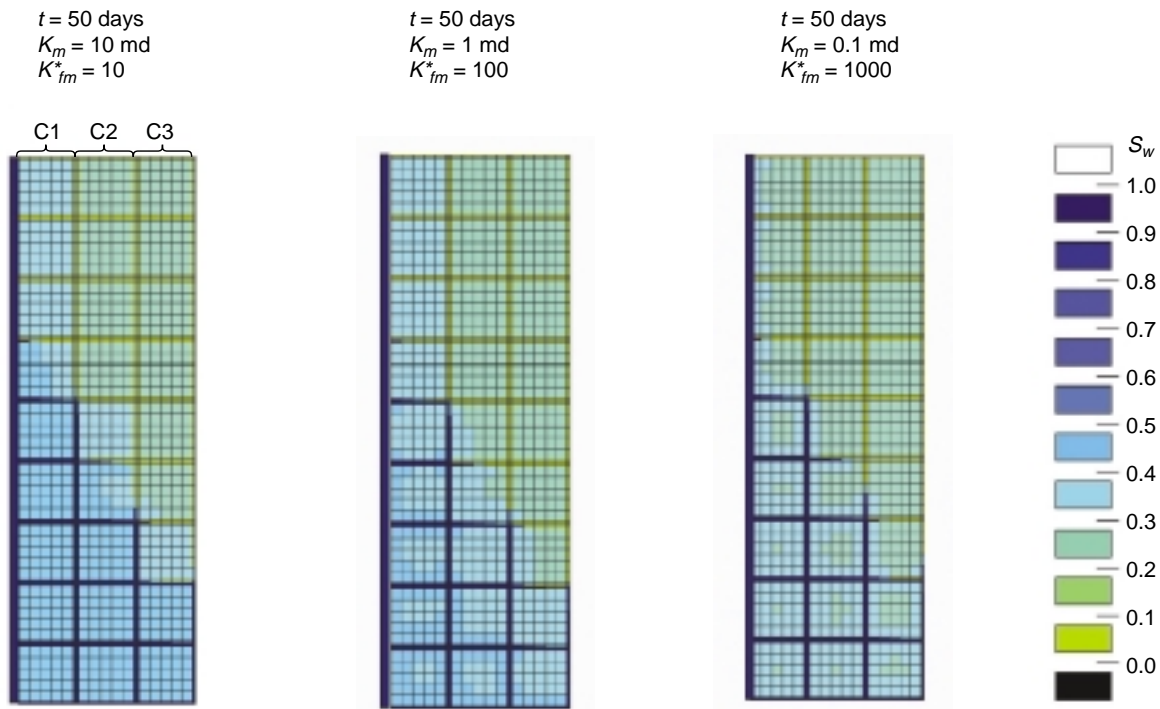 t = 50 days
K_m = 10 md
K*_fm = 10
t = 50 days
K_m = 1 md
K*_fm = 100
t = 50 days
K_m = 0.1 md
K*_fm = 1000
C1 C2 C3
S_w
1.0
0.9
0.8
0.7
0.6
0.5
0.4
0.3
0.2
0.1
0.0